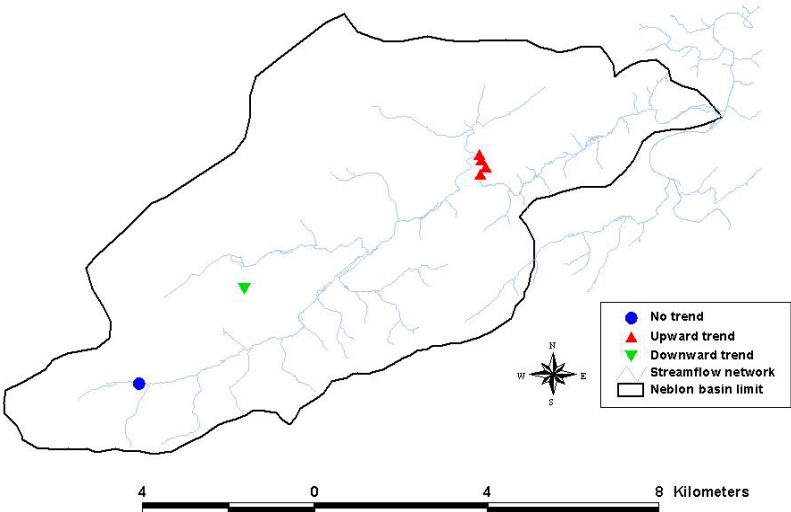 No trend
Upward trend
Downward trend
Streamflow network
Neblon basin limit
N
W E
S
4 0 4 8 Kilometers